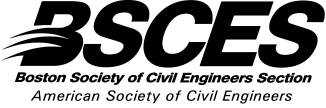 BSCES
Boston Society of Civil Engineers Section
American Society of Civil Engineers